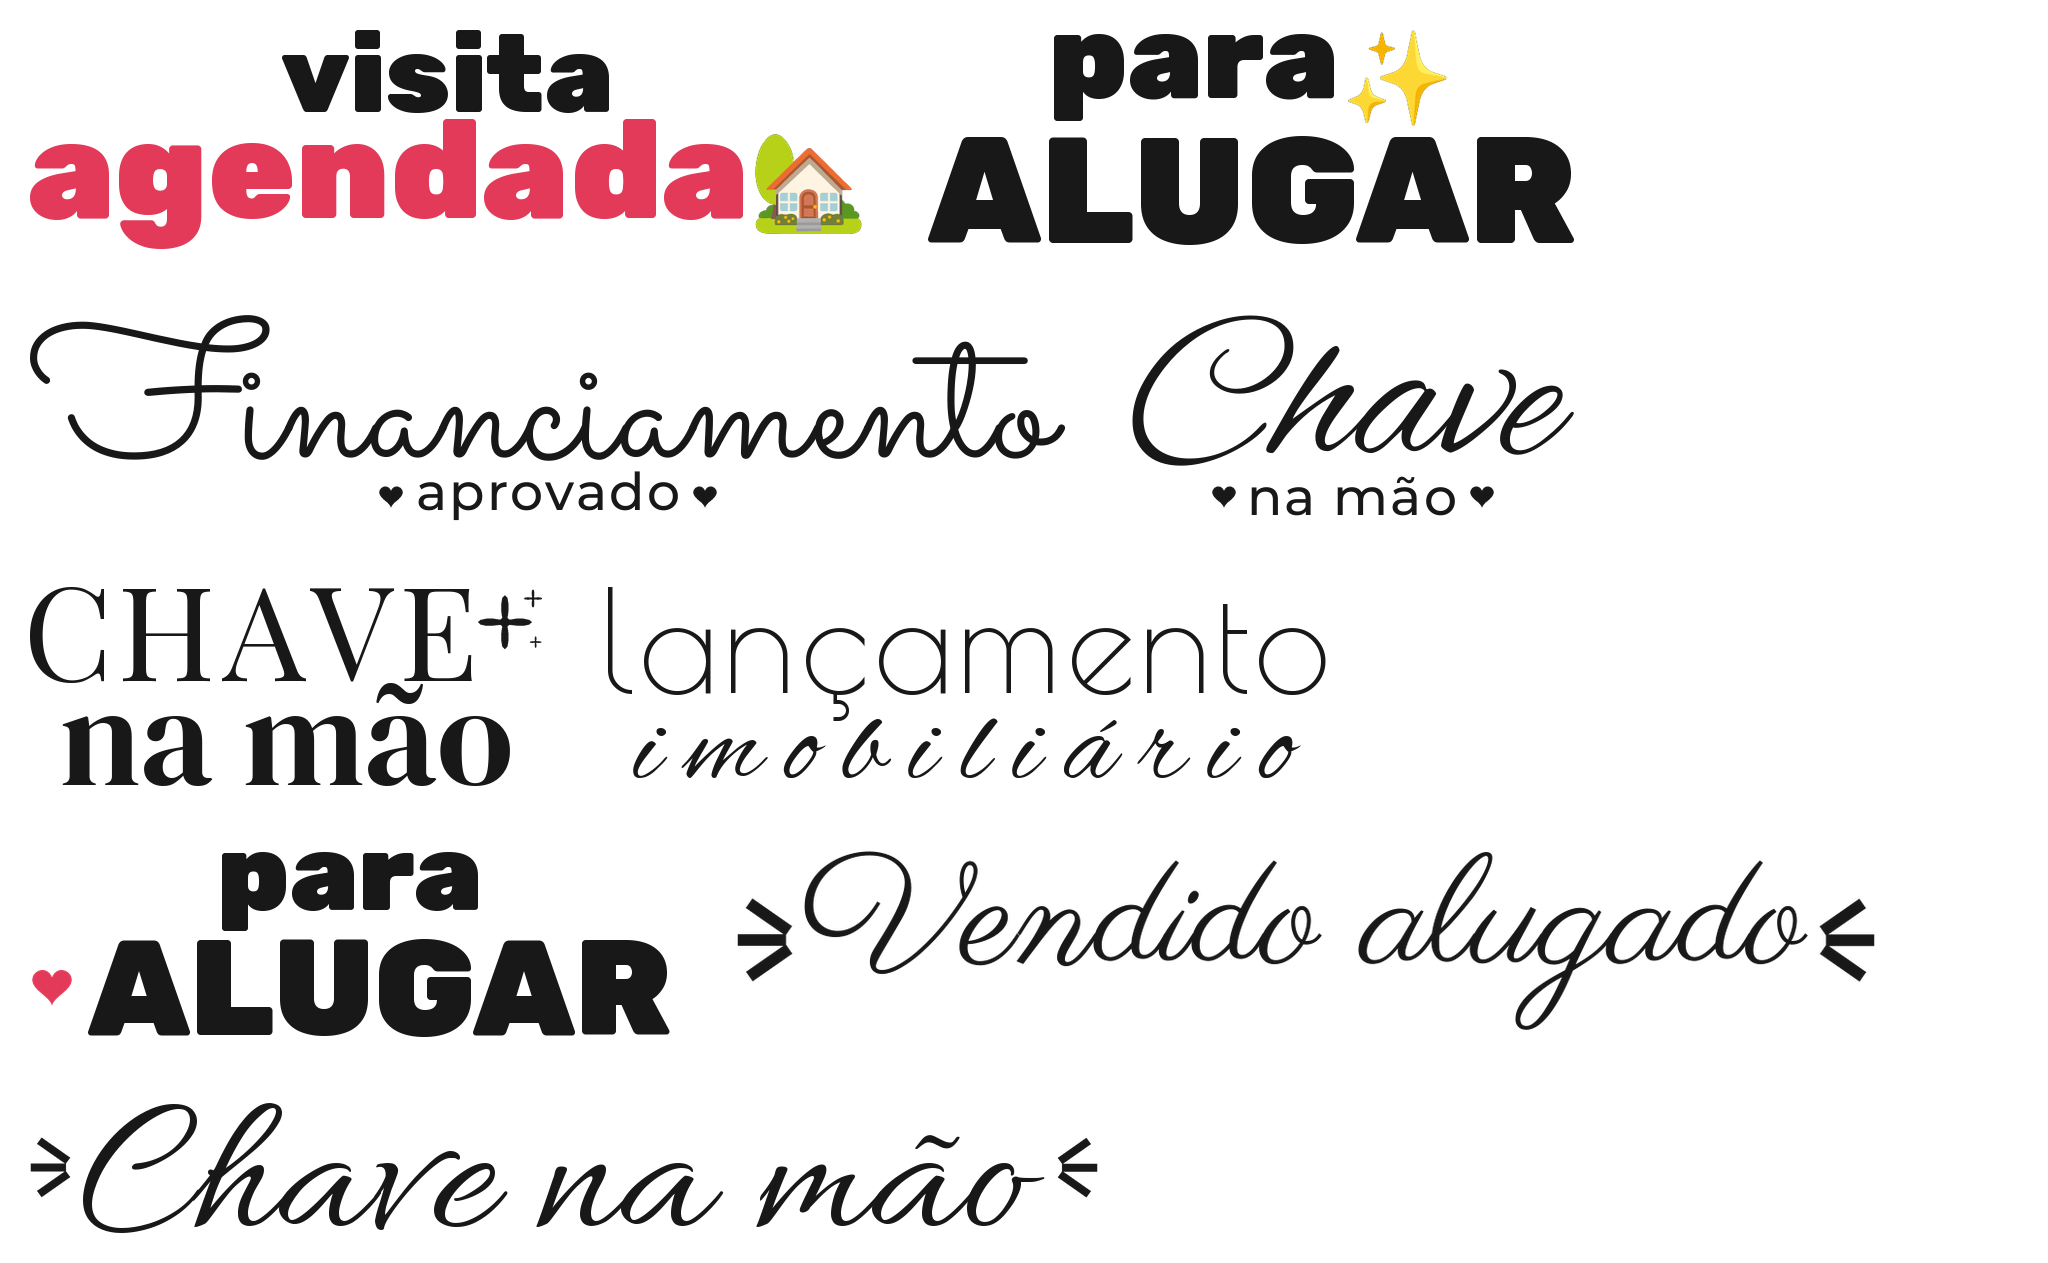 visita
agendada🏡
para✨
ALUGAR
Financiamento
♥ aprovado ♥
Chave
♥ na mão ♥
CHAVE
na mão
lançamento
imobiliário
para
♥ ALUGAR
Vendido alugado
Chave na mão